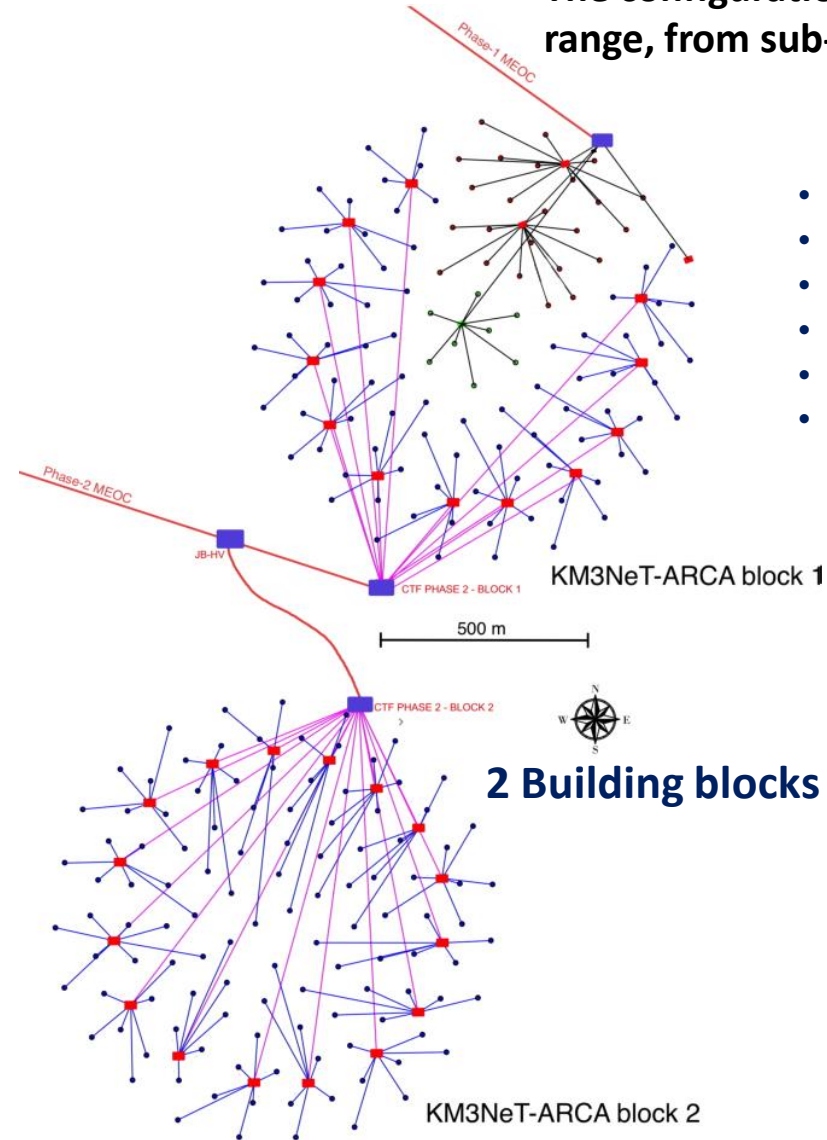 range, from sub-
Phase-1 MEOC
•
•
•
•
•
•
Phase-2 MEOC
JB-HV
CTF PHASE 2 - BLOCK 1
KM3NeT-ARCA block 1
500 m
CTF PHASE 2 - BLOCK 2
N
W E
S
2 Building blocks
KM3NeT-ARCA block 2